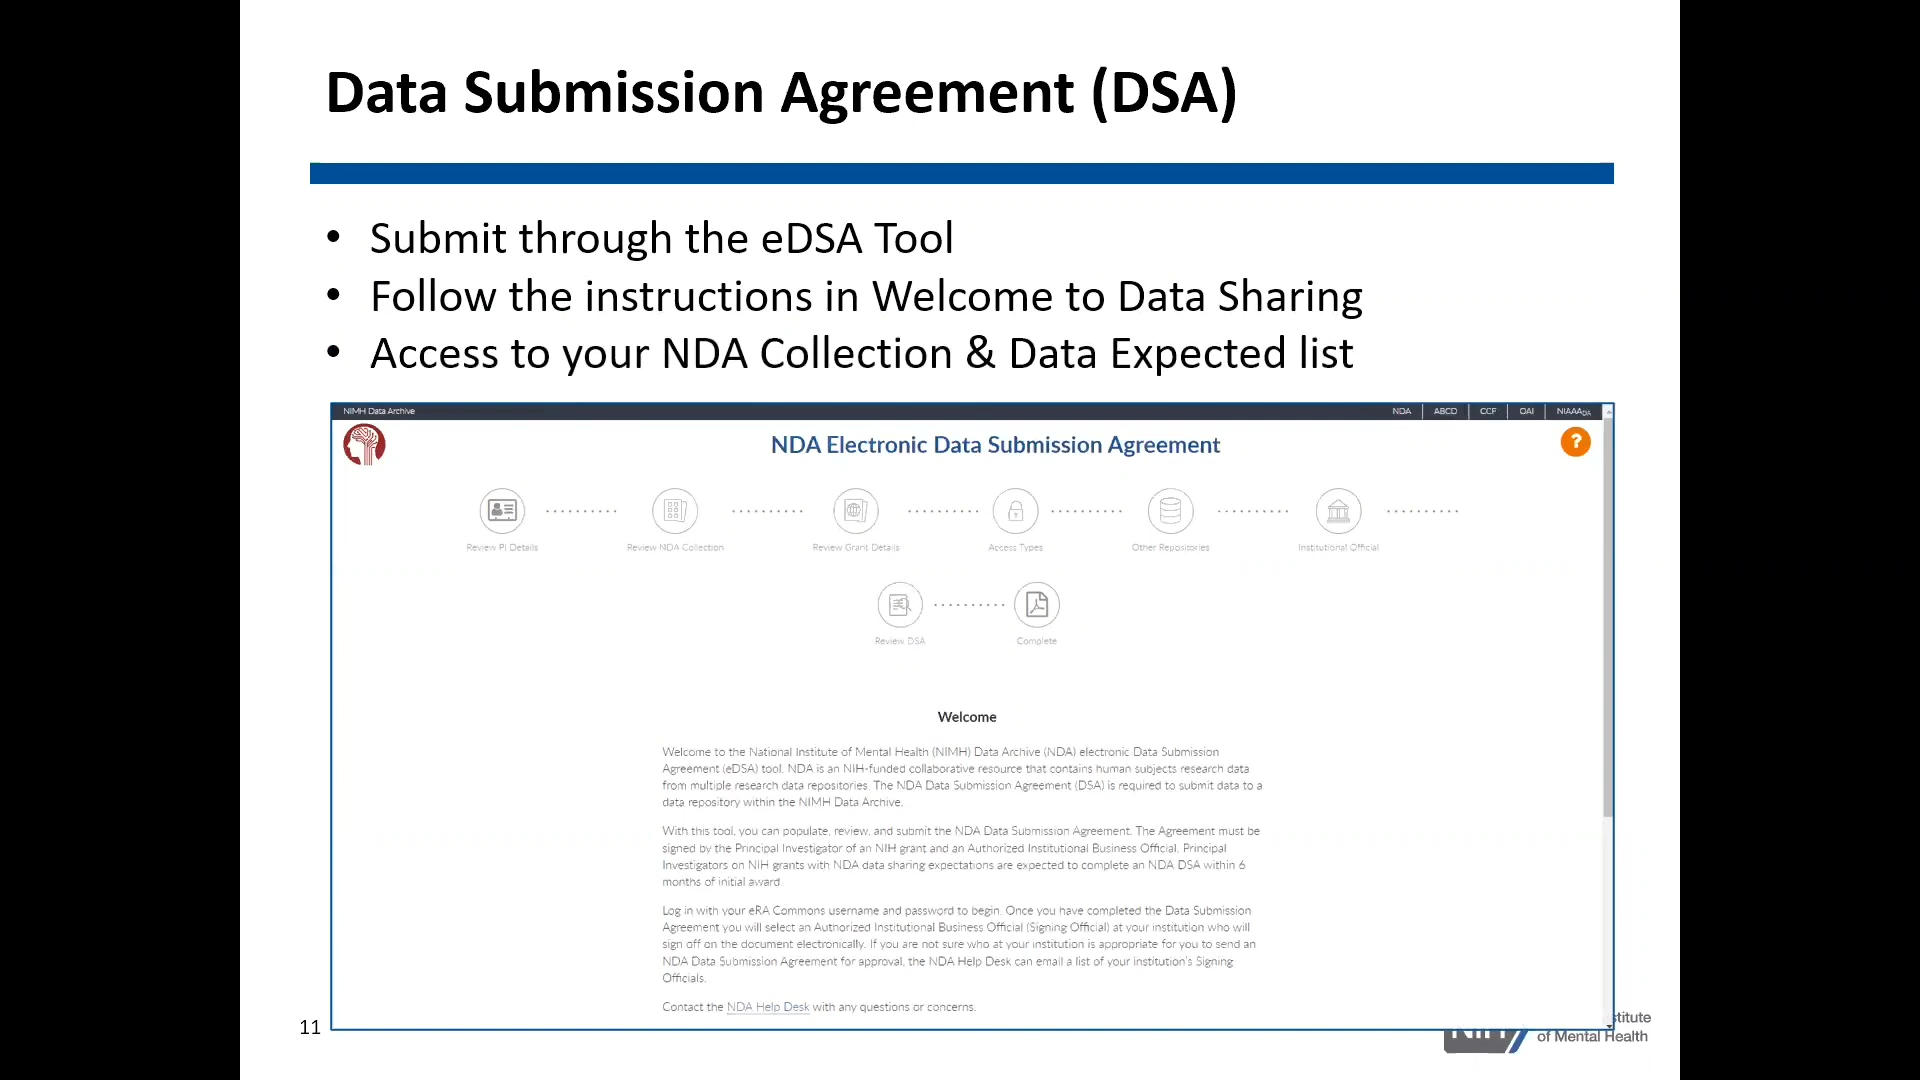 Data Submission Agreement (DSA)
• Submit through the eDSA Tool
• Follow the instructions in Welcome to Data Sharing
• Access to your NDA Collection & Data Expected list
NIMH Data Archive
NDA
ABCD
CCF
OAI
NIAAADA
NDA Electronic Data Submission Agreement
?
Review PI Details
Review NDA Collection
Review Grant Details
Access Types
Other Repositories
Institutional Official
Review DSA
Complete
Welcome
Welcome to the National Institute of Mental Health (NIMH) Data Archive (NDA) electronic Data Submission
Agreement (eDSA) tool. NDA is an NIH-funded collaborative resource that contains human subjects research data
from multiple research data repositories. The NDA Data Submission Agreement (DSA) is required to submit data to a
data repository within the NIMH Data Archive.
With this tool, you can populate, review, and submit the NDA Data Submission Agreement. The Agreement must be
signed by the Principal Investigator of an NIH grant and an Authorized Institutional Business Official. Principal
Investigators on NIH grants with NDA data sharing expectations are expected to complete an NDA DSA within 6
months of initial award
Log in with your eRA Commons username and password to begin. Once you have completed the Data Submission
Agreement you will select an Authorized Institutional Business Official (Signing Official) at your institution who will
sign off on the document electronically. If you are not sure who at your institution is appropriate for you to send an
NDA Data Submission Agreement for approval, the NDA Help Desk can email a list of your institution's Signing
Officials.
Contact the NDA Help Desk with any questions or concerns.
11
NIH
stitute
of Mental Health